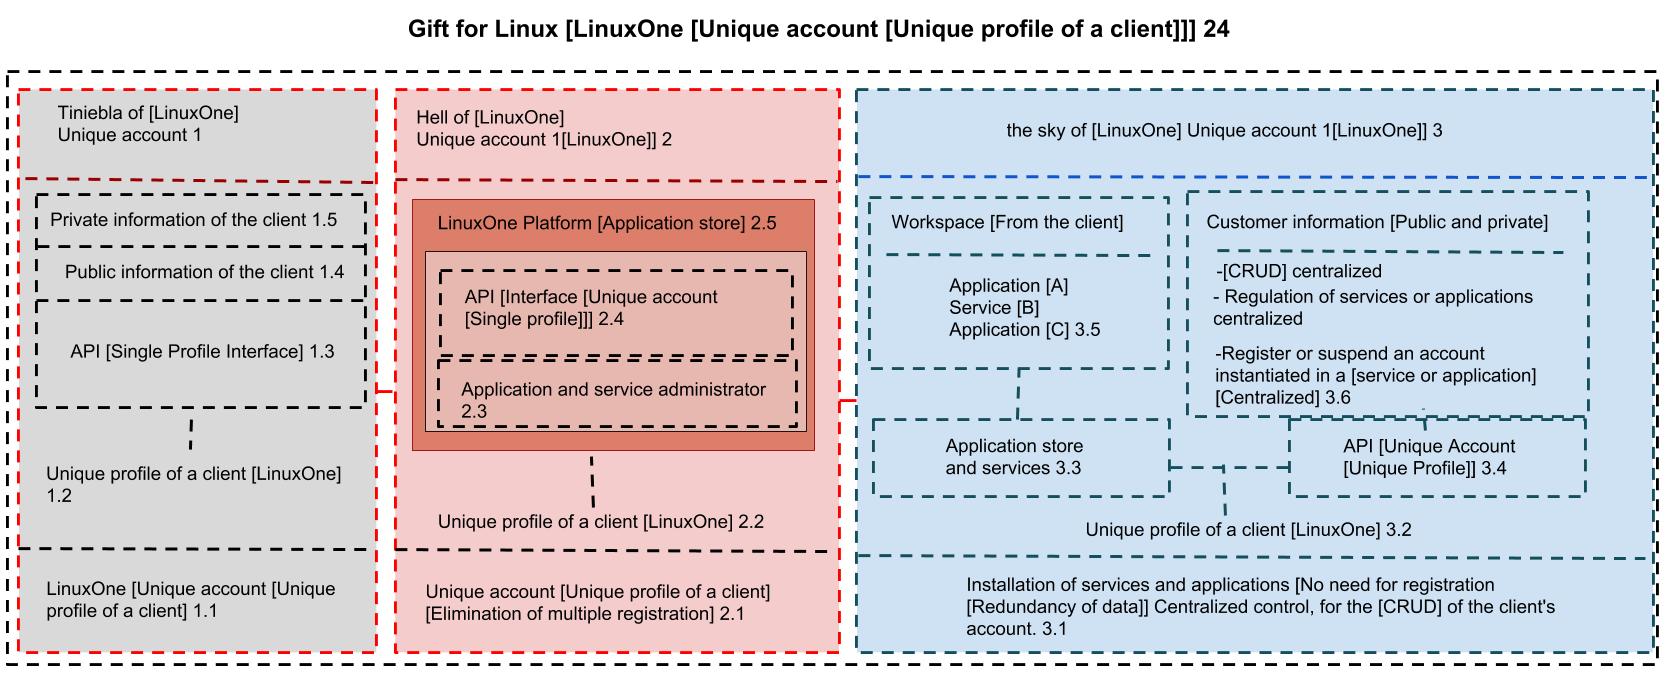 Gift for Linux [LinuxOne [Unique account [Unique profile of a client]]] 24
Tiniebla of [LinuxOne]
Unique account 1
Private information of the client 1.5
Public information of the client 1.4
API [Single Profile Interface] 1.3
Unique profile of a client [LinuxOne]
1.2
LinuxOne [Unique account [Unique
profile of a client] 1.1
Hell of [LinuxOne]
Unique account 1[LinuxOne]] 2
LinuxOne Platform [Application store] 2.5
API [Interface [Unique account
[Single profile]]] 2.4
Application and service administrator
2.3
Unique profile of a client [LinuxOne] 2.2
Unique account [Unique profile of a client]
[Elimination of multiple registration] 2.1
the sky of [LinuxOne] Unique account 1[LinuxOne]] 3
Workspace [From the client]
Application [A]
Service [B]
Application [C] 3.5
Customer information [Public and private]
-[CRUD] centralized
- Regulation of services or applications
centralized
-Register or suspend an account
instantiated in a [service or application]
[Centralized] 3.6
Application store
and services 3.3
API [Unique Account
[Unique Profile]] 3.4
Unique profile of a client [LinuxOne] 3.2
Installation of services and applications [No need for registration
[Redundancy of data]] Centralized control, for the [CRUD] of the client's
account. 3.1